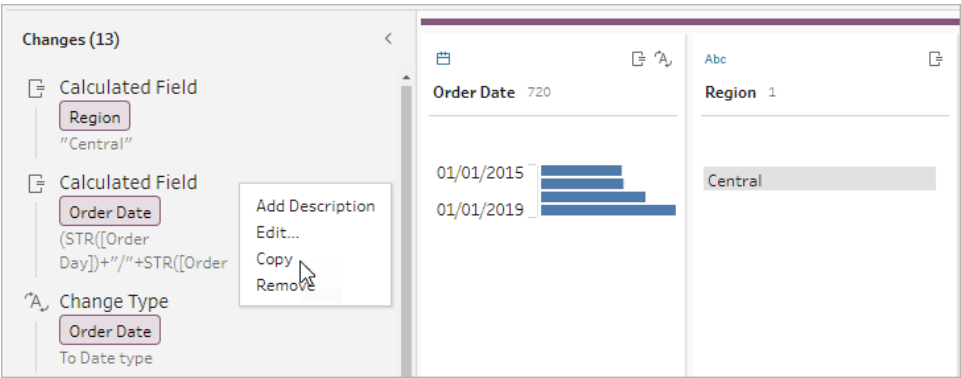 Changes (13)
Calculated Field
Region
"Central"
Calculated Field
Order Date
(STR([Order
Day])+"/"+STR([Order
Change Type
Order Date
To Date type
Add Description
Edit...
Copy
Remove
Order Date 720
01/01/2015
01/01/2019
Abc
Region 1
Central